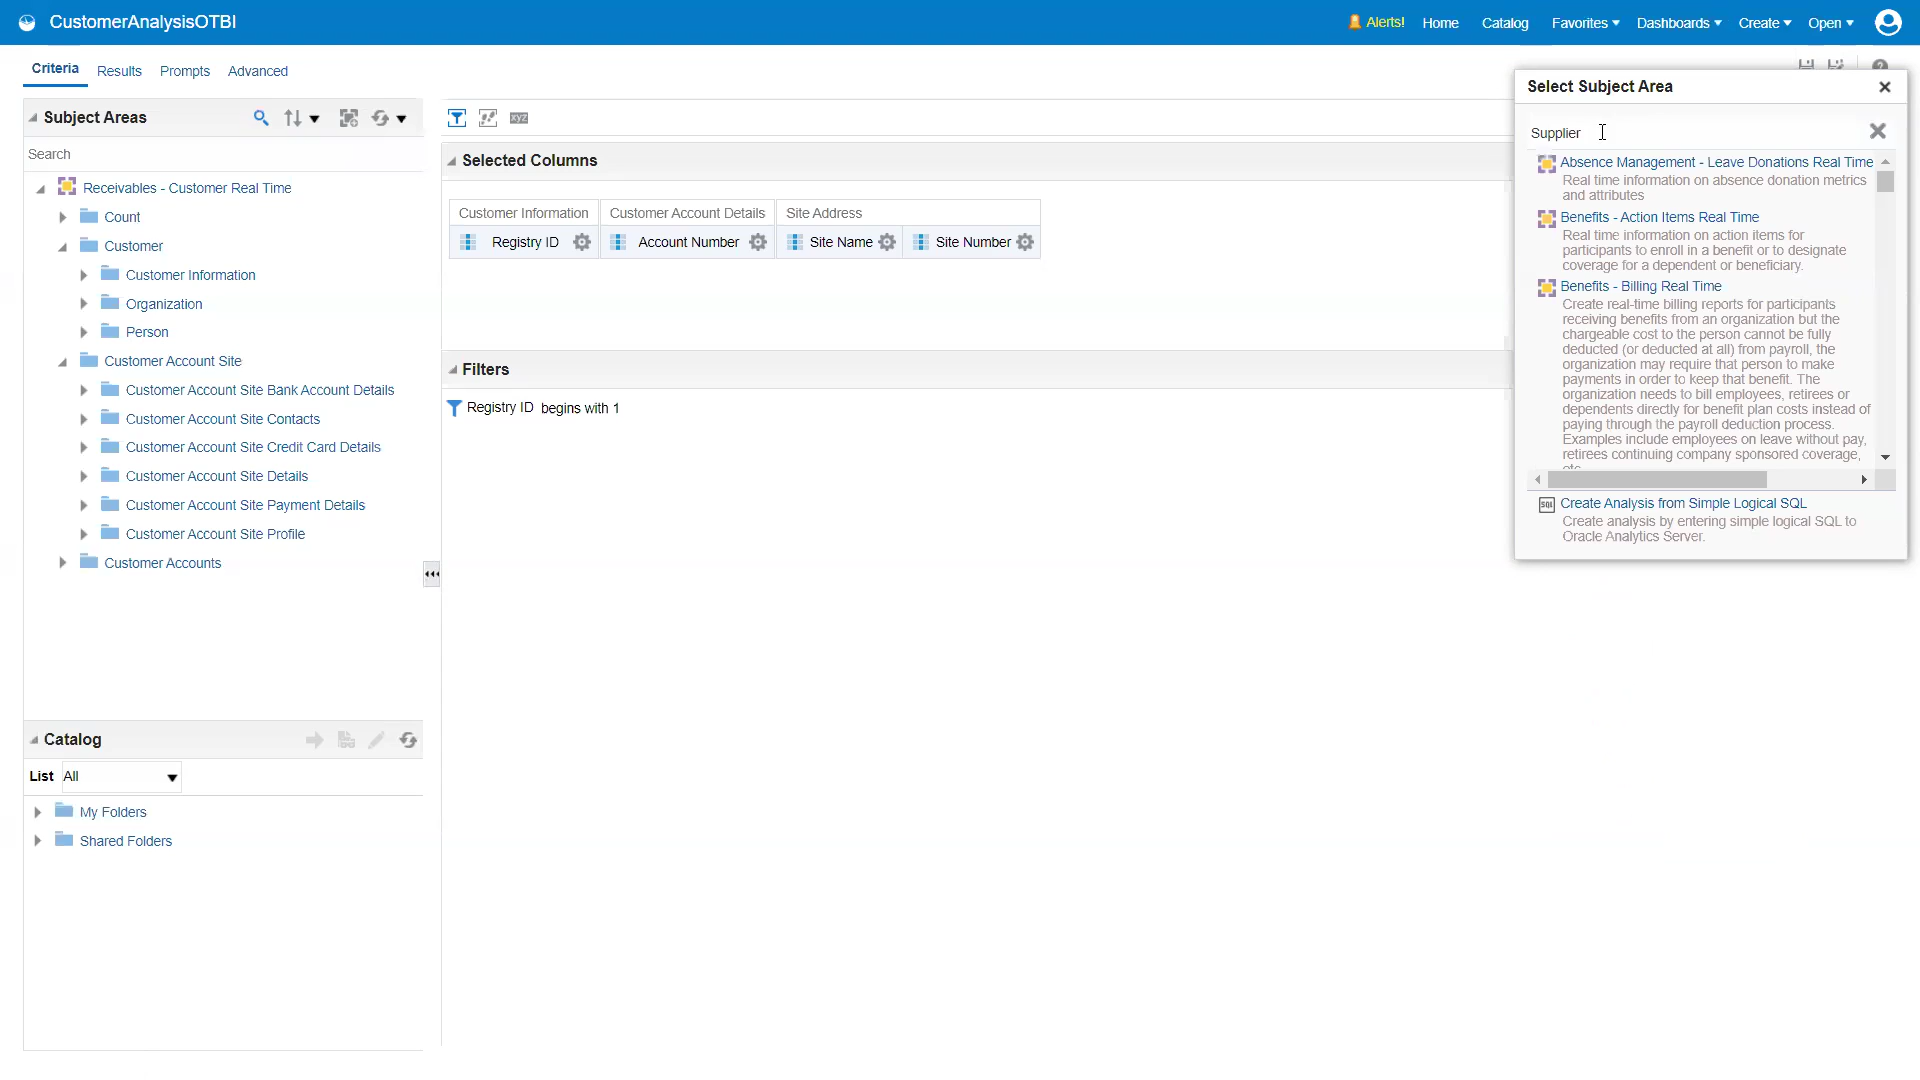 CustomerAnalysisOTBI
Alerts! Home Catalog Favorites Dashboards Create Open
Criteria Results Prompts Advanced
Subject Areas
Search
Receivables - Customer Real Time
Count
Customer
Customer Information
Organization
Person
Customer Account Site
Customer Account Site Bank Account Details
Customer Account Site Contacts
Customer Account Site Credit Card Details
Customer Account Site Details
Customer Account Site Payment Details
Customer Account Site Profile
Customer Accounts
Catalog
List All
My Folders
Shared Folders
xyz
Selected Columns
Customer Information Customer Account Details Site Address
Registry ID Account Number Site Name Site Number
Filters
Registry ID begins with 1
Select Subject Area
Supplier
Absence Management - Leave Donations Real Time
Real time information on absence donation metrics
and attributes
Benefits - Action Items Real Time
Real time information on action items for
participants to enroll in a benefit or to designate
coverage for a dependent or beneficiary.
Benefits - Billing Real Time
Create real-time billing reports for participants
receiving benefits from an organization but the
chargeable cost to the person cannot be fully
deducted (or deducted at all) from payroll, the
organization may require that person to make
payments in order to keep that benefit. The
organization needs to bill employees, retirees or
dependents directly for benefit plan costs instead of
paying through the payroll deduction process.
Examples include employees on leave without pay,
retirees continuing company sponsored coverage,
etc
SQL Create Analysis from Simple Logical SQL
Create analysis by entering simple logical SQL to
Oracle Analytics Server.